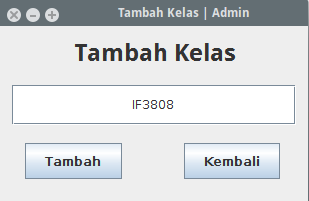 Tambah Kelas | Admin
Tambah Kelas
IF3808
Tambah
Kembali